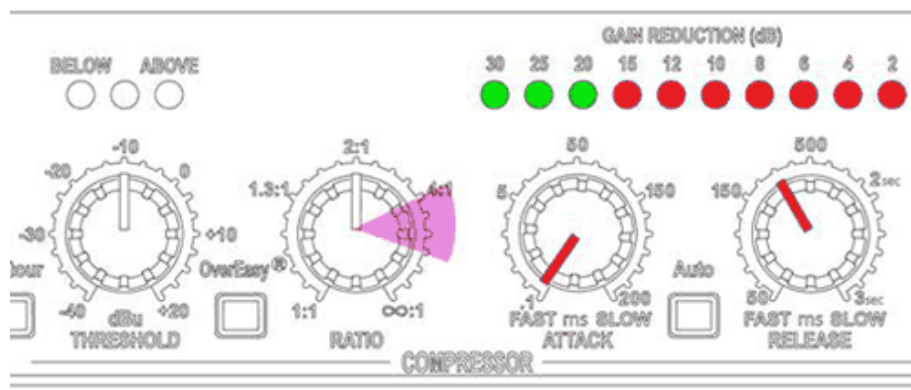 GAIN REDUCTION (dB)
BELOW ABOVE
30 25 20 15 12 10 8 6 4 2
-10 2:1 50 500
-20 0 1.3:1 4:1 5 150 150 2sec
-30 +10
our OverEasy® Auto
-40 dBu +20 1:1 ∞:1 .1 200 50 3sec
FAST ms SLOW FAST ms SLOW
THRESHOLD RATIO ATTACK RELEASE
COMPRESSOR